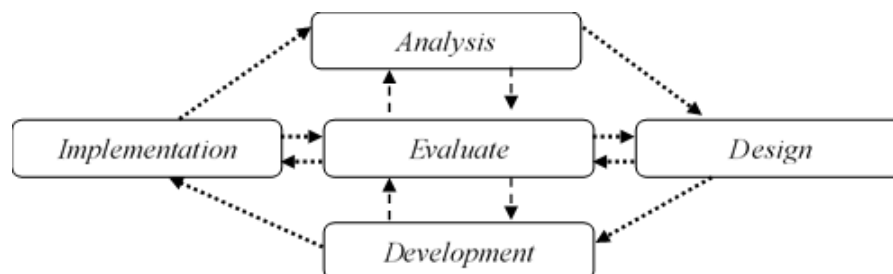 Analysis
Implementation
Evaluate
Design
Development